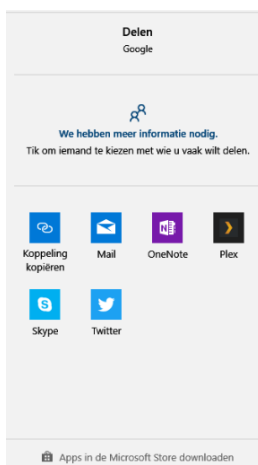 Delen
Google
We hebben meer informatie nodig.
Tik om iemand te kiezen met wie u vaak wilt delen.
Koppeling kopiëren
Mail
OneNote
Plex
Skype
Twitter
Apps in de Microsoft Store downloaden